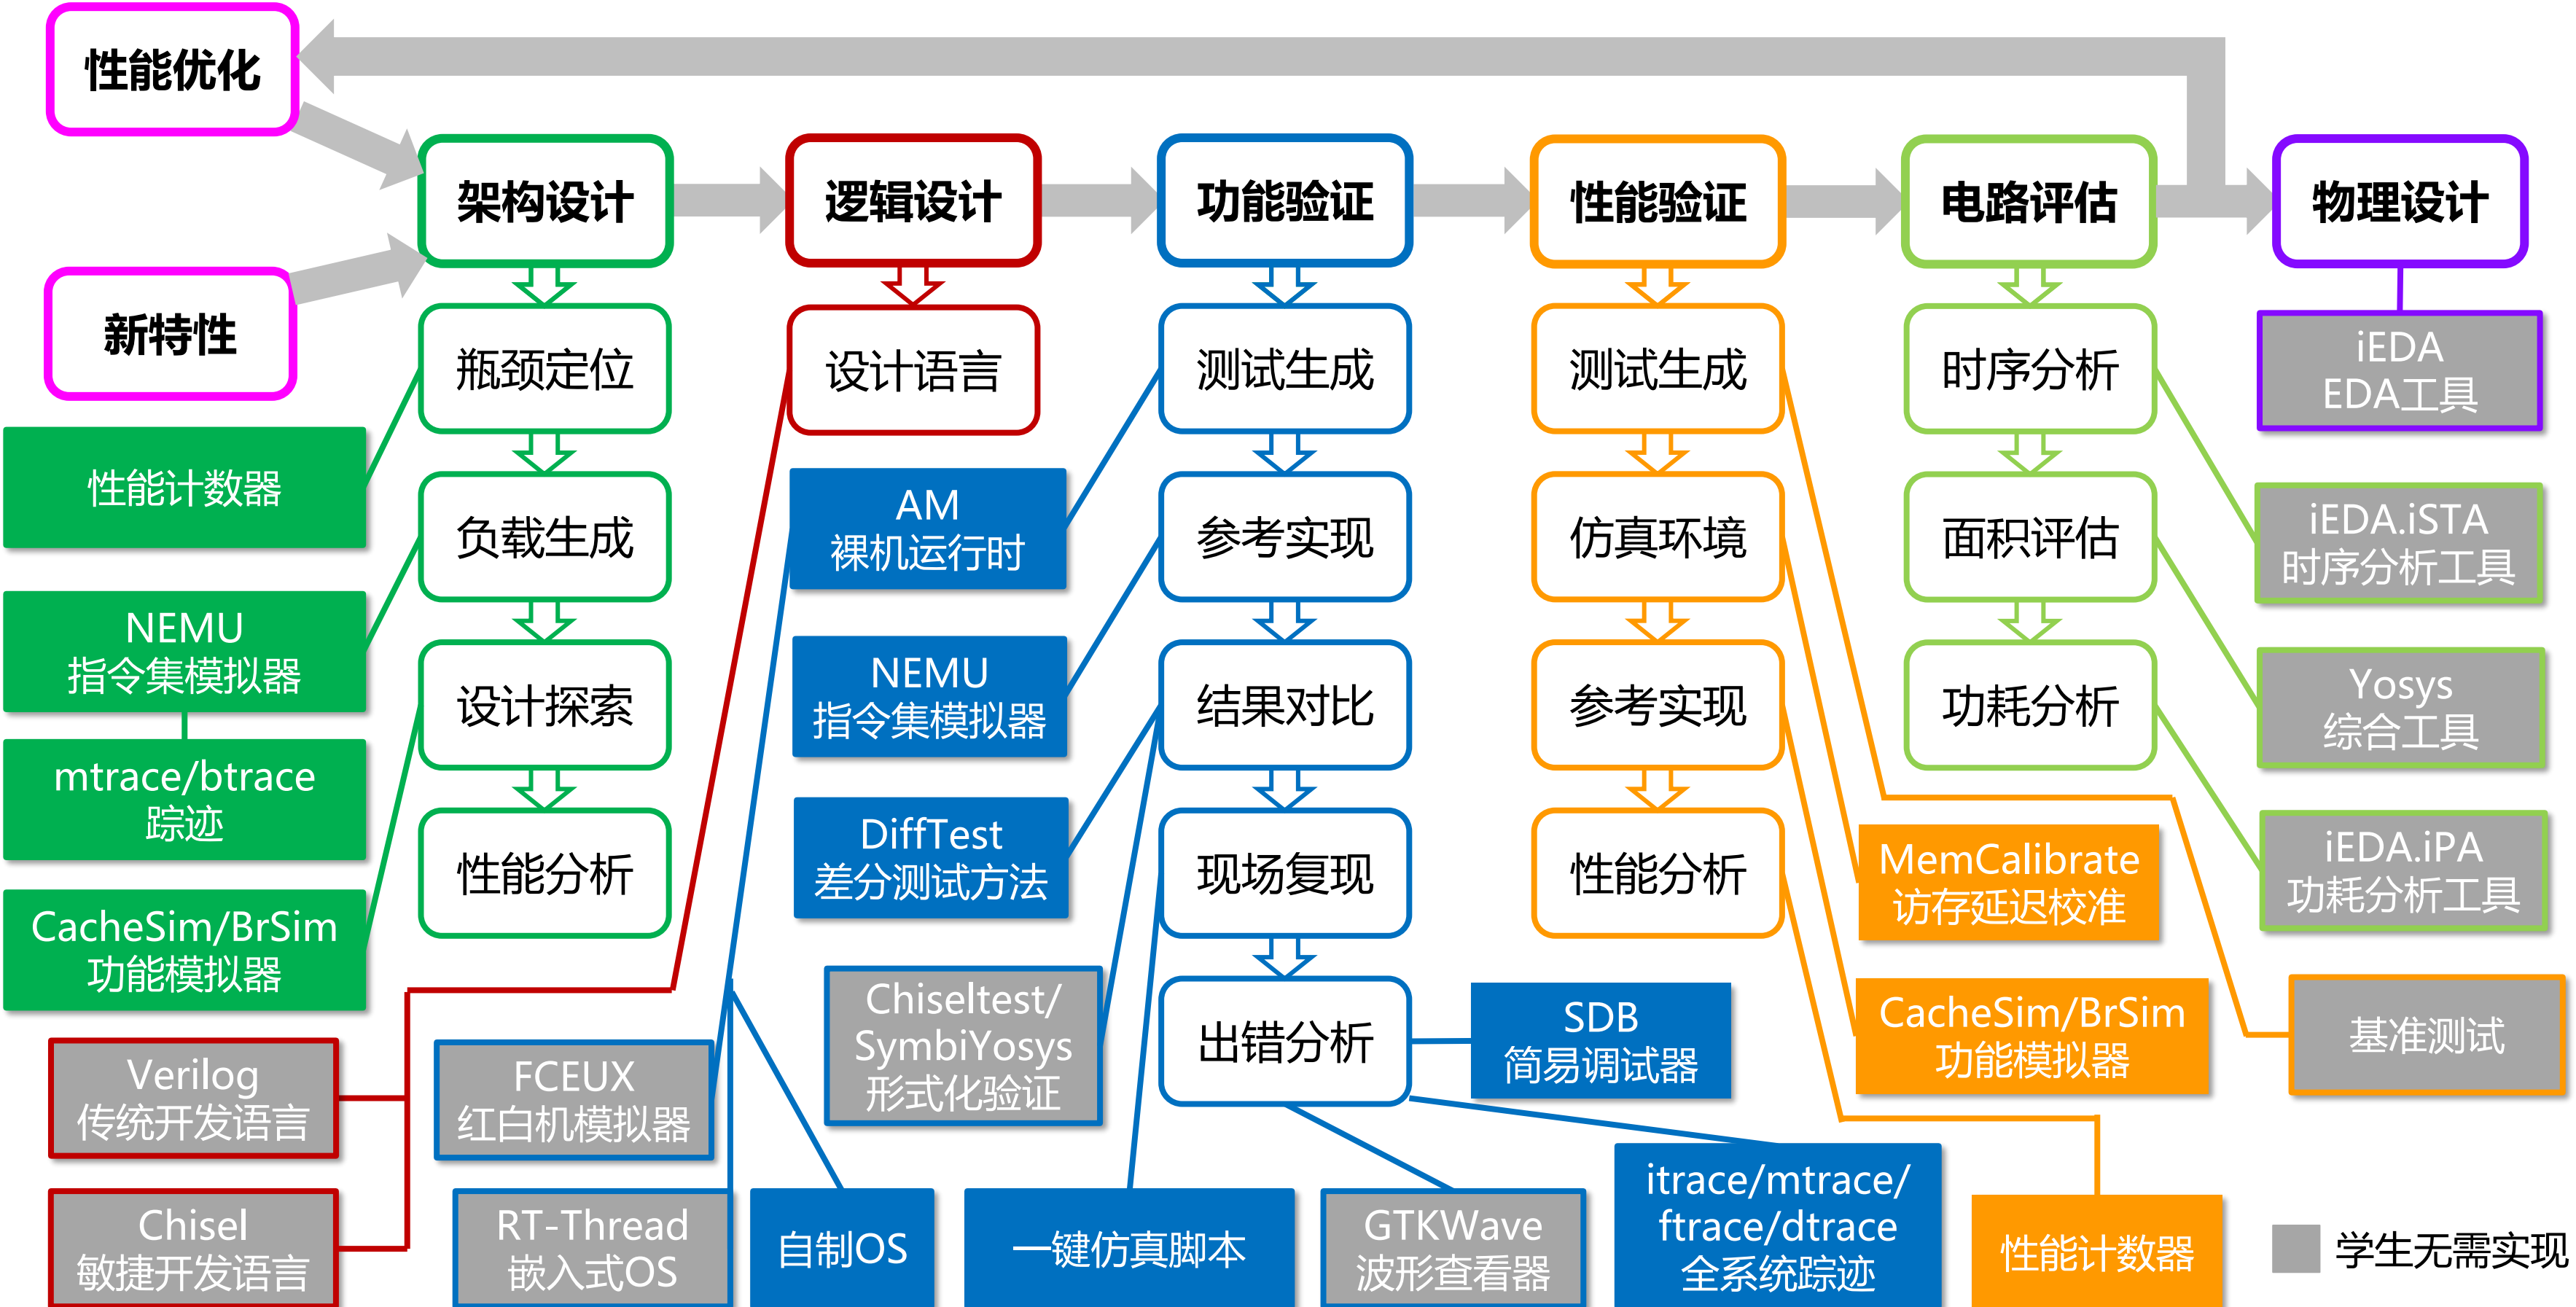 性能优化
新特性
架构设计
逻辑设计
功能验证
性能验证
电路评估
物理设计
瓶颈定位
负载生成
设计探索
性能分析
设计语言
测试生成
参考实现
结果对比
现场复现
出错分析
测试生成
仿真环境
参考实现
性能分析
时序分析
面积评估
功耗分析
性能计数器
NEMU
指令集模拟器
mtrace/btrace
踪迹
CacheSim/BrSim
功能模拟器
Verilog
传统开发语言
Chisel
敏捷开发语言
AM
裸机运行时
NEMU
指令集模拟器
DiffTest
差分测试方法
Chiseltest/
SymbiYosys
形式化验证
FCEUX
红白机模拟器
RT-Thread
嵌入式OS
自制OS
一键仿真脚本
GTKWave
波形查看器
SDB
简易调试器
itrace/mtrace/
ftrace/dtrace
全系统踪迹
MemCalibrate
访存延迟校准
CacheSim/BrSim
功能模拟器
性能计数器
基准测试
iEDA
EDA工具
iEDA.iSTA
时序分析工具
Yosys
综合工具
iEDA.iPA
功耗分析工具
学生无需实现